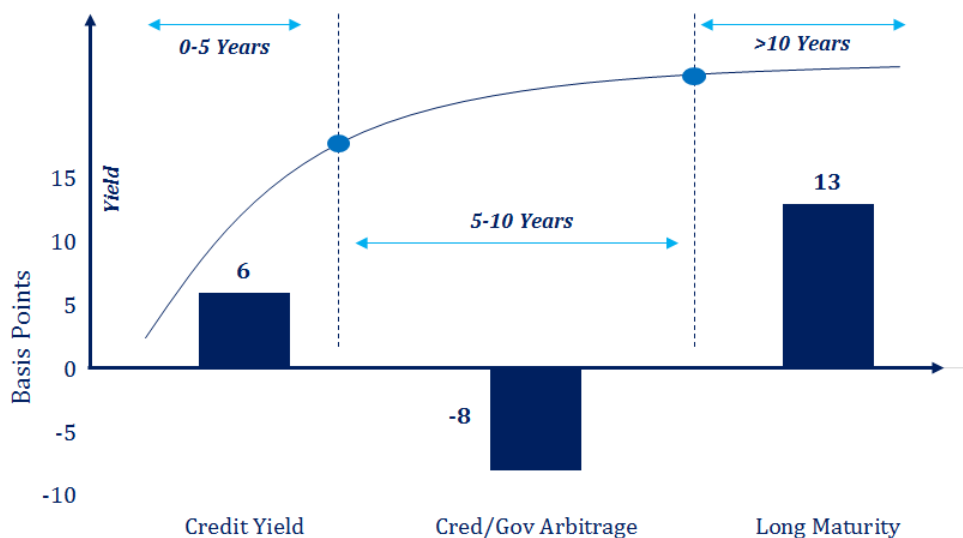 0-5 Years
>10 Years
Yield
5-10 Years
15
10
5
0
-5
-10
Basis Points
6
-8
13
Credit Yield
Cred/Gov Arbitrage
Long Maturity